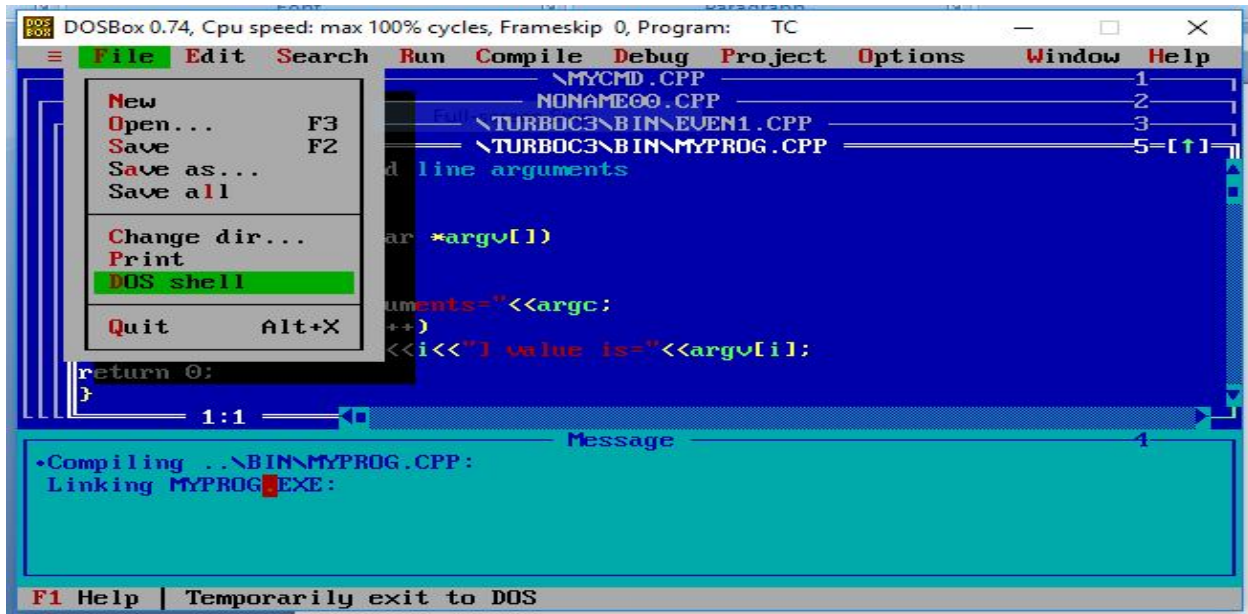 DOSBox 0.74, Cpu speed: max 100% cycles, Frameskip 0, Program: TC
≡ File Edit Search Run Compile Debug Project Options Window Help
\MYCMD.CPP 1
NONAME00.CPP 2
\TURBOC3\BIN\EVEN1.CPP 3
\TURBOC3\BIN\MYPROG.CPP 5=[↑]
New
Open... F3
Save F2
Save as...
Save all
Change dir...
Print
DOS shell
Quit Alt+X
d line arguments
ar *argv[])
uments="<<argc;
++)
<<i<<"] value is="<<argv[i];
return 0;
}
1:1
Message 4
•Compiling ..\BIN\MYPROG.CPP:
Linking MYPROG.EXE:
F1 Help | Temporarily exit to DOS